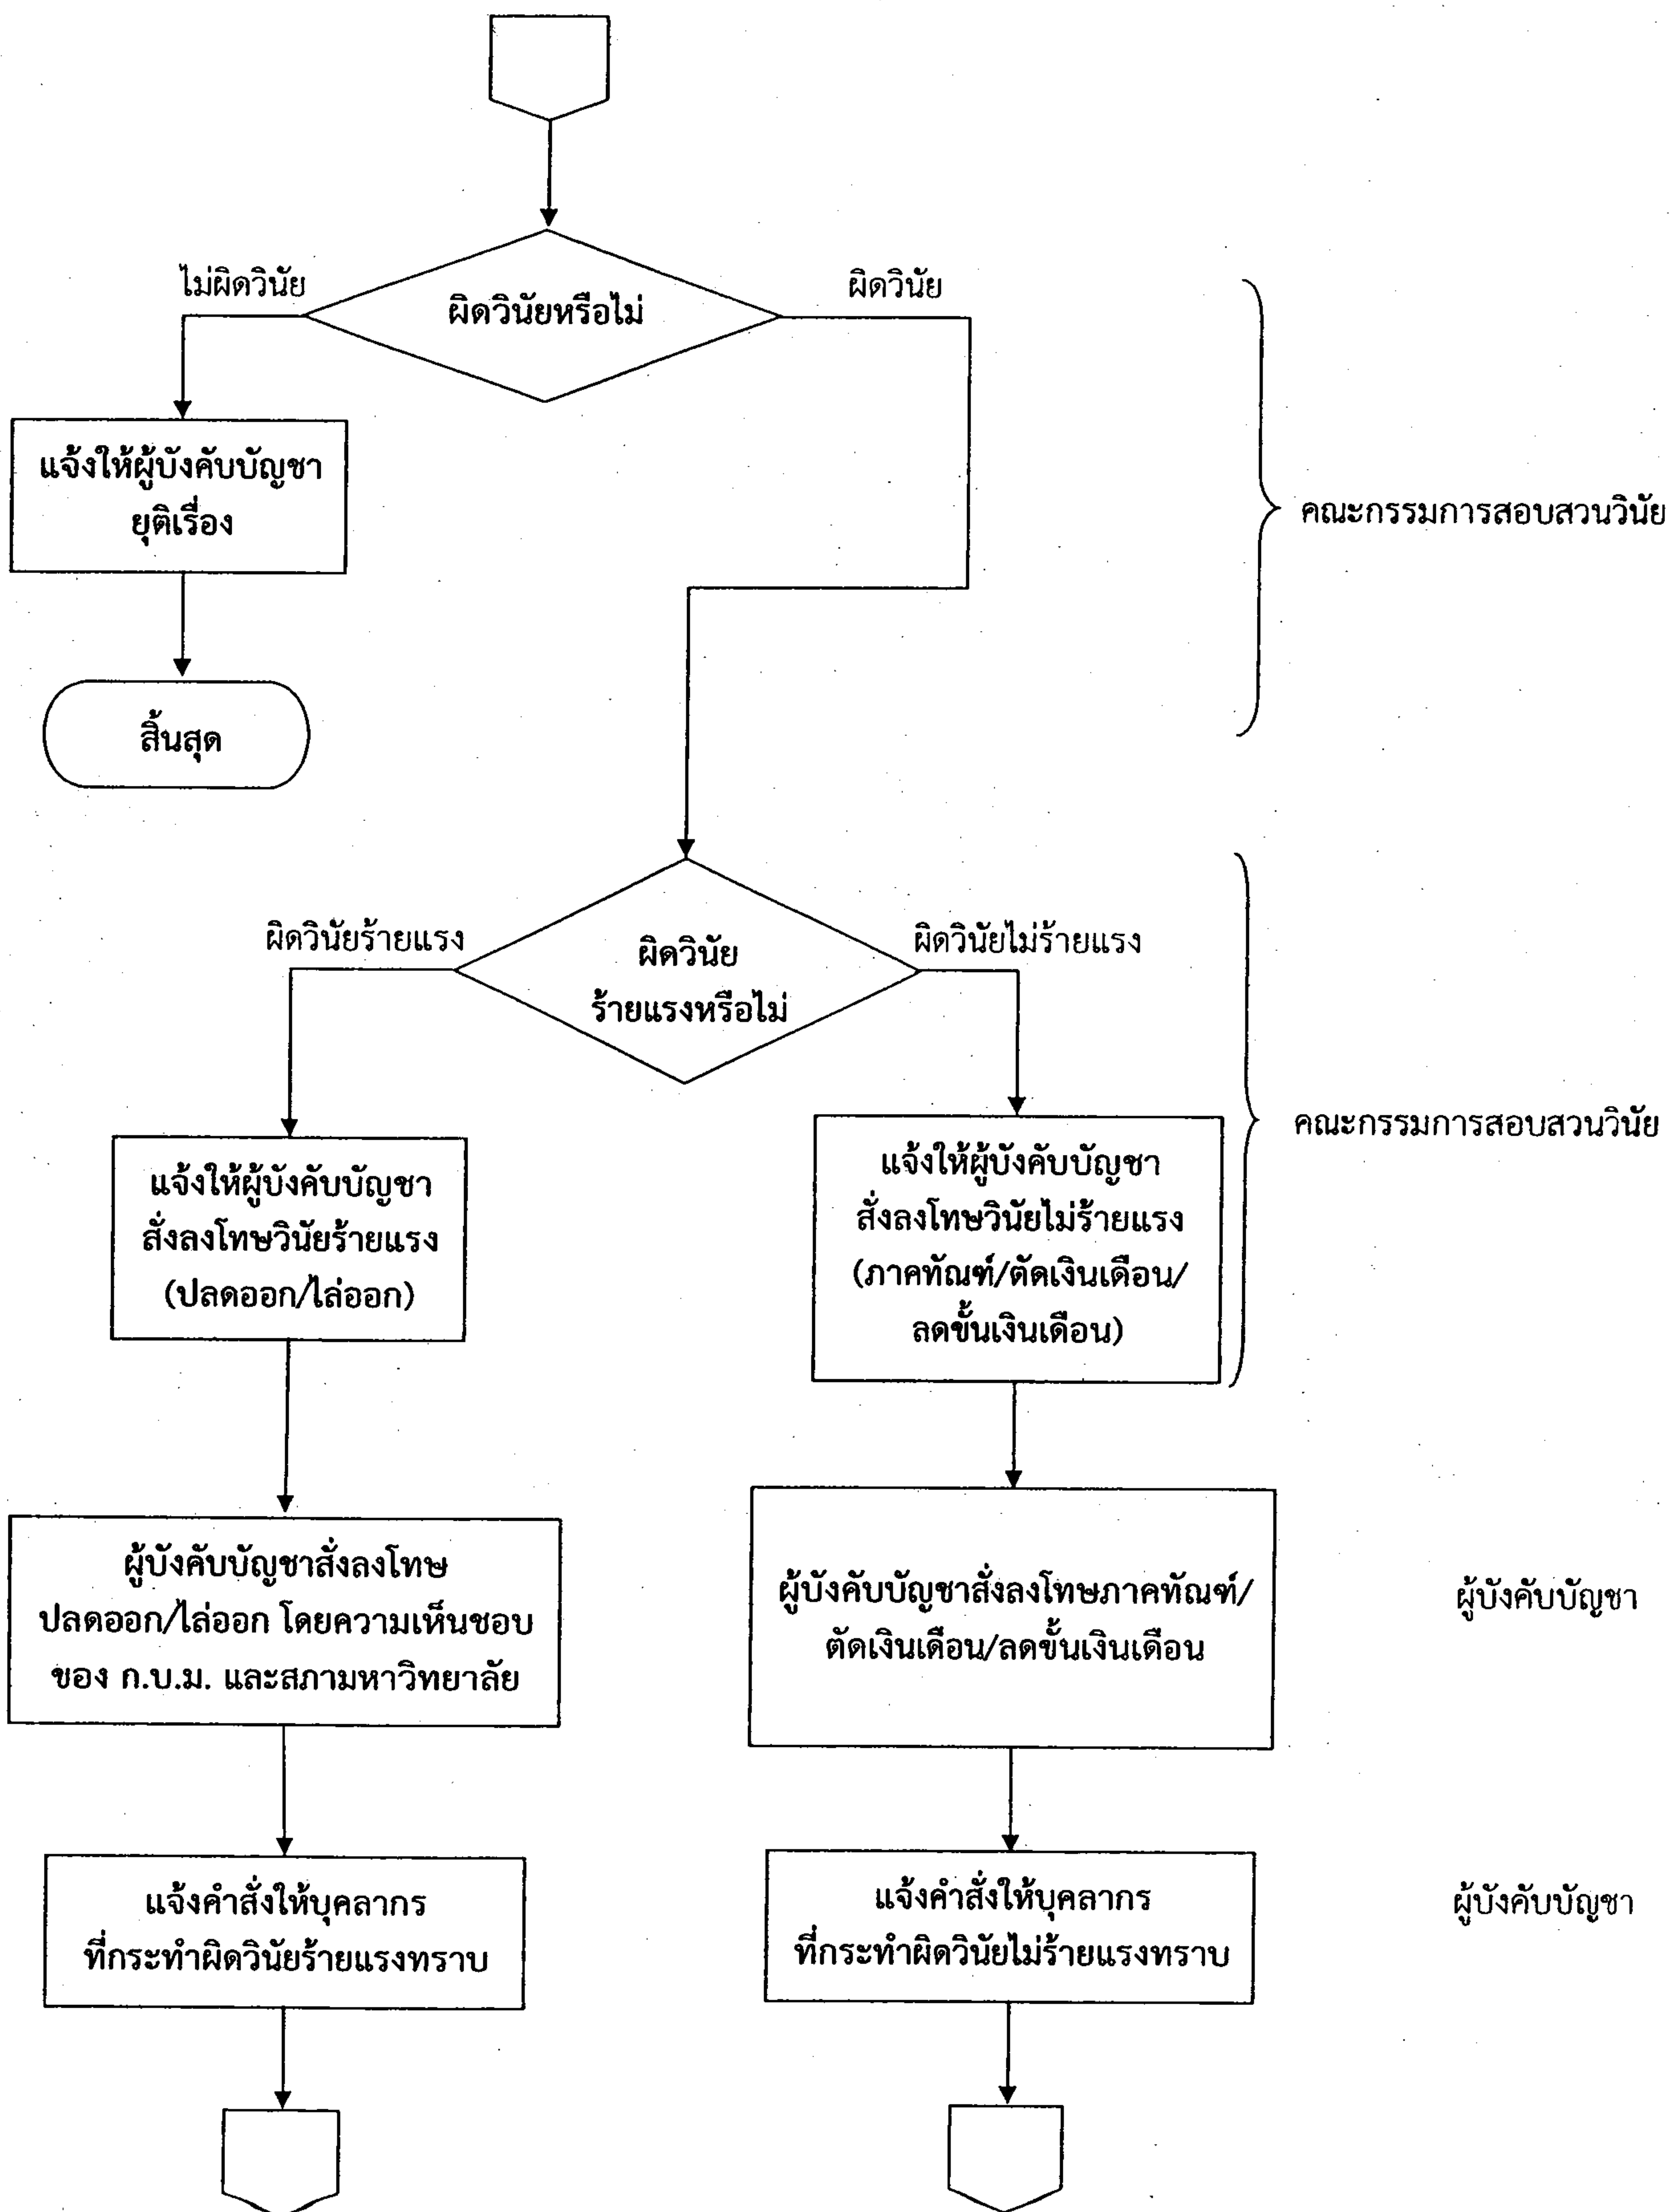 ไม่ผิดวินัย
ผิดวินัยหรือไม่
ผิดวินัย
แจ้งให้ผู้บังคับบัญชา
ยุติเรื่อง
คณะกรรมการสอบสวนวินัย
สิ้นสุด
ผิดวินัยร้ายแรง
ผิดวินัย
ร้ายแรงหรือไม่
ผิดวินัยไม่ร้ายแรง
แจ้งให้ผู้บังคับบัญชา
สั่งลงโทษวินัยร้ายแรง
(ปลดออก/ไล่ออก)
แจ้งให้ผู้บังคับบัญชา
สั่งลงโทษวินัยไม่ร้ายแรง
(ภาคทัณฑ์/ตัดเงินเดือน/
ลดขั้นเงินเดือน)
คณะกรรมการสอบสวนวินัย
ผู้บังคับบัญชาสั่งลงโทษ
ปลดออก/ไล่ออก โดยความเห็นชอบ
ของ ก.บ.ม. และสภามหาวิทยาลัย
ผู้บังคับบัญชาสั่งลงโทษภาคทัณฑ์/
ตัดเงินเดือน/ลดขั้นเงินเดือน
ผู้บังคับบัญชา
แจ้งคำสั่งให้บุคลากร
ที่กระทำผิดวินัยร้ายแรงทราบ
แจ้งคำสั่งให้บุคลากร
ที่กระทำผิดวินัยไม่ร้ายแรงทราบ
ผู้บังคับบัญชา